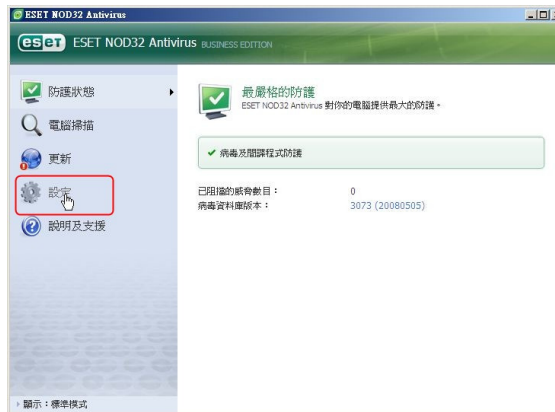 ESET NOD32 Antivirus
eset ESET NOD32 Antivirus BUSINESS EDITION
防護狀態
電腦掃描
更新
設定
說明及支援
顯示：標準模式
最嚴格的防護
ESET NOD32 Antivirus 對你的電腦提供最大的防護。
病毒及間諜程式防護
已阻擋的威脅數目： 0
病毒資料庫版本： 3073 (20080505)